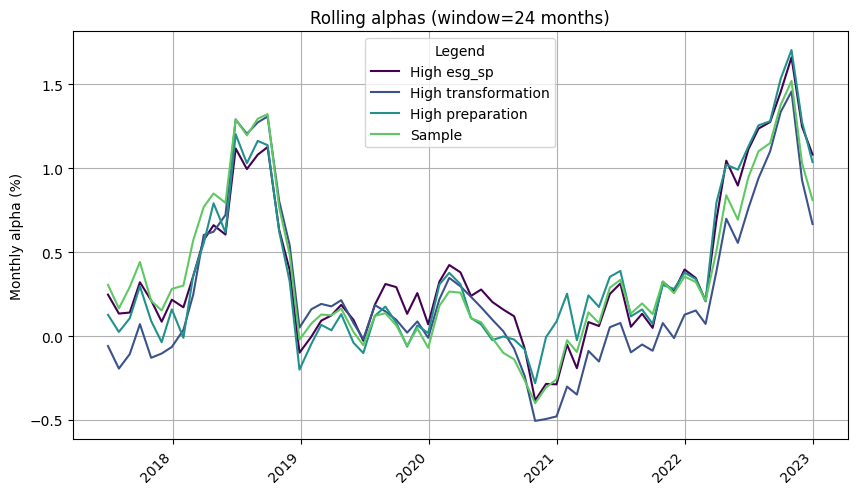 Rolling alphas (window=24 months)
Legend
High esg_sp
High transformation
High preparation
Sample
Monthly alpha (%)
1.5
1.0
0.5
0.0
−0.5
2018
2019
2020
2021
2022
2023